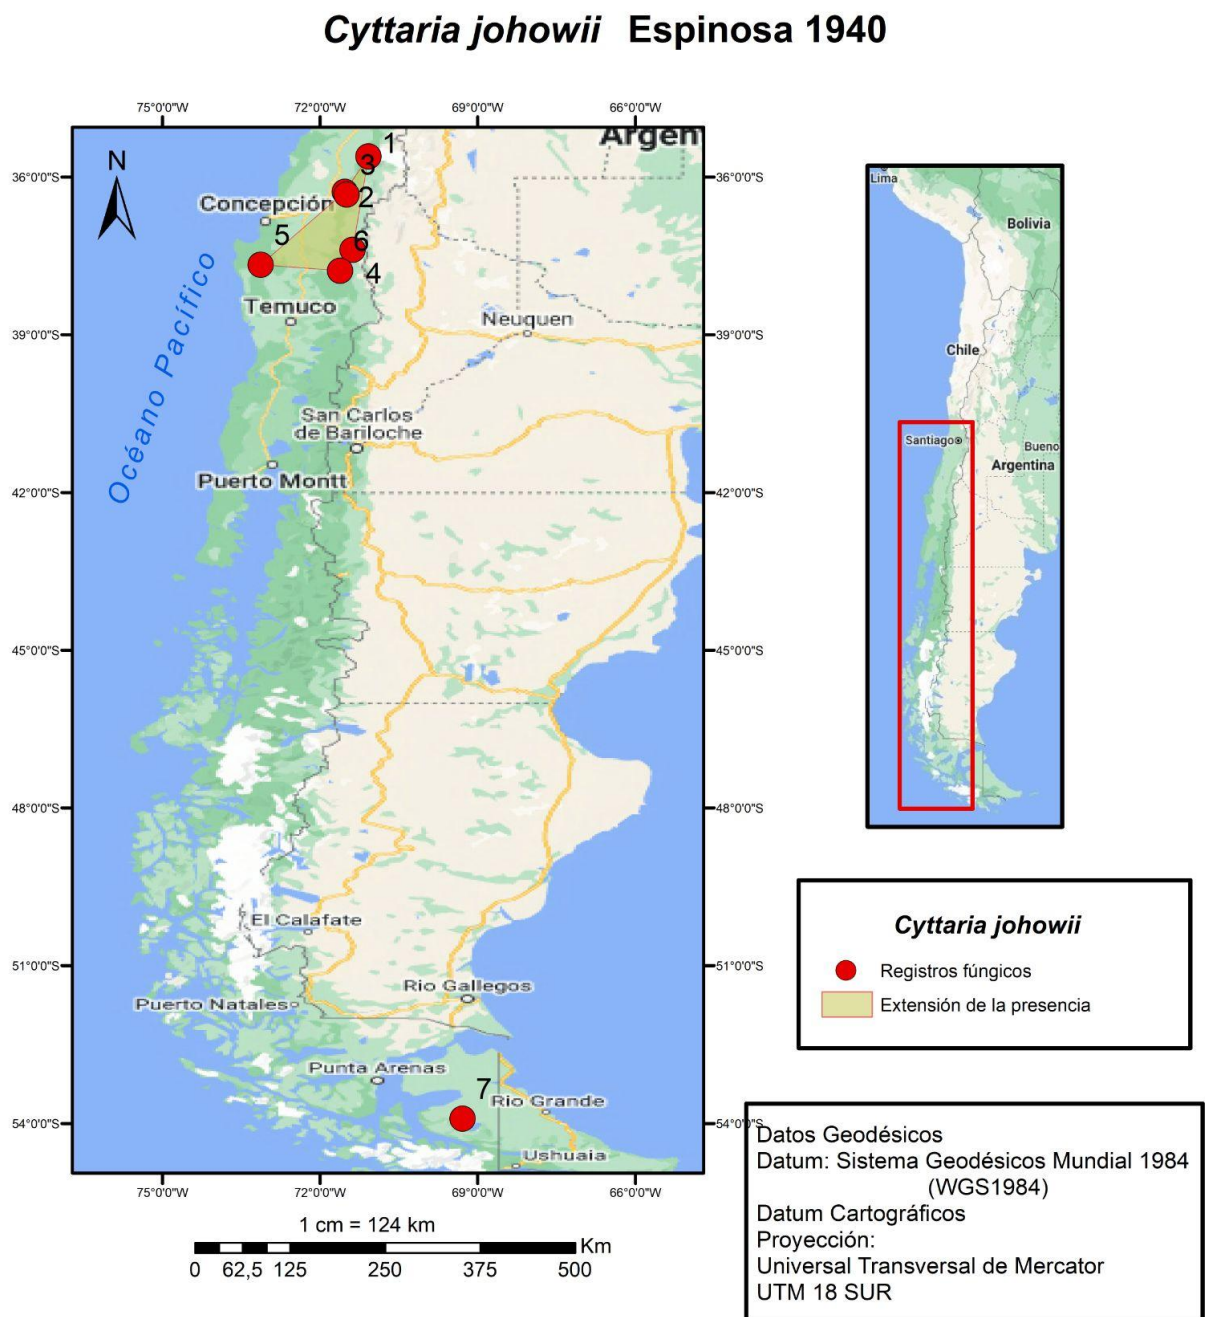 Cyttaria johowii Espinosa 1940
75°0'0"W 72°0'0"W 69°0'0"W 66°0'0"W
N
Argen
1
3
2
Concepción
5
6
4
Océano Pacífico
Temuco
Neuquen
San Carlos
de Bariloche
Puerto Montt
El Calafate
Rio Gallegos
Puerto Natales
Punta Arenas
7
Rio Grande
Ushuaia
36°0'0"S 36°0'0"S
39°0'0"S 39°0'0"S
42°0'0"S 42°0'0"S
45°0'0"S 45°0'0"S
48°0'0"S 48°0'0"S
51°0'0"S 51°0'0"S
54°0'0"S 54°0'0"S
75°0'0"W 72°0'0"W 69°0'0"W 66°0'0"W
1 cm = 124 km
Km
0 62,5 125 250 375 500
Lima
Bolivia
Chile
Santiago
Bueno
Argentina
Cyttaria johowii
Registros fúngicos
Extensión de la presencia
Datos Geodésicos
Datum: Sistema Geodésicos Mundial 1984
(WGS1984)
Datum Cartográficos
Proyección:
Universal Transversal de Mercator
UTM 18 SUR